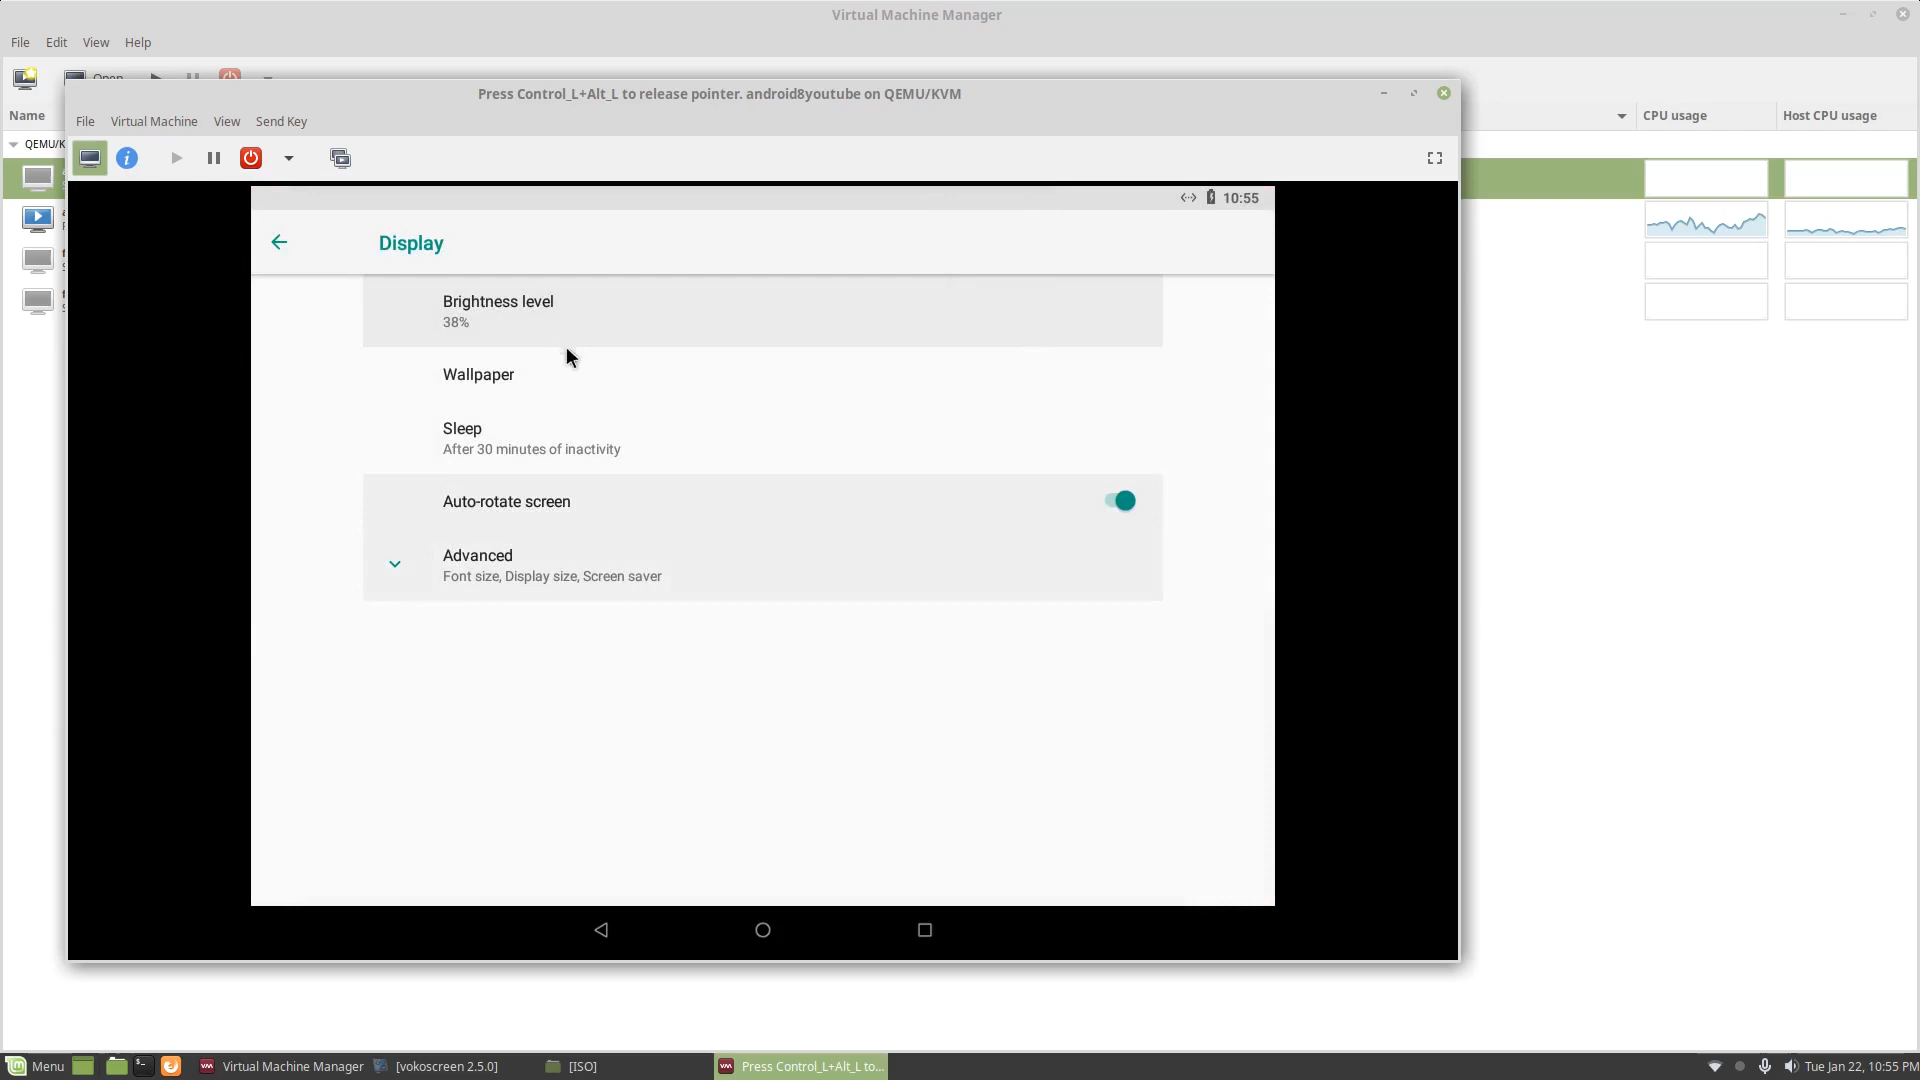 Virtual Machine Manager
File Edit View Help
Open
Name CPU usage Host CPU usage
QEMU/K
Press Control_L+Alt_L to release pointer. android8youtube on QEMU/KVM
File Virtual Machine View Send Key
10:55
Display
Brightness level
38%
Wallpaper
Sleep
After 30 minutes of inactivity
Auto-rotate screen
Advanced
Font size, Display size, Screen saver
Menu Virtual Machine Manager [vokoscreen 2.5.0] [ISO] Press Control_L+Alt_L to... Tue Jan 22, 10:55 PM